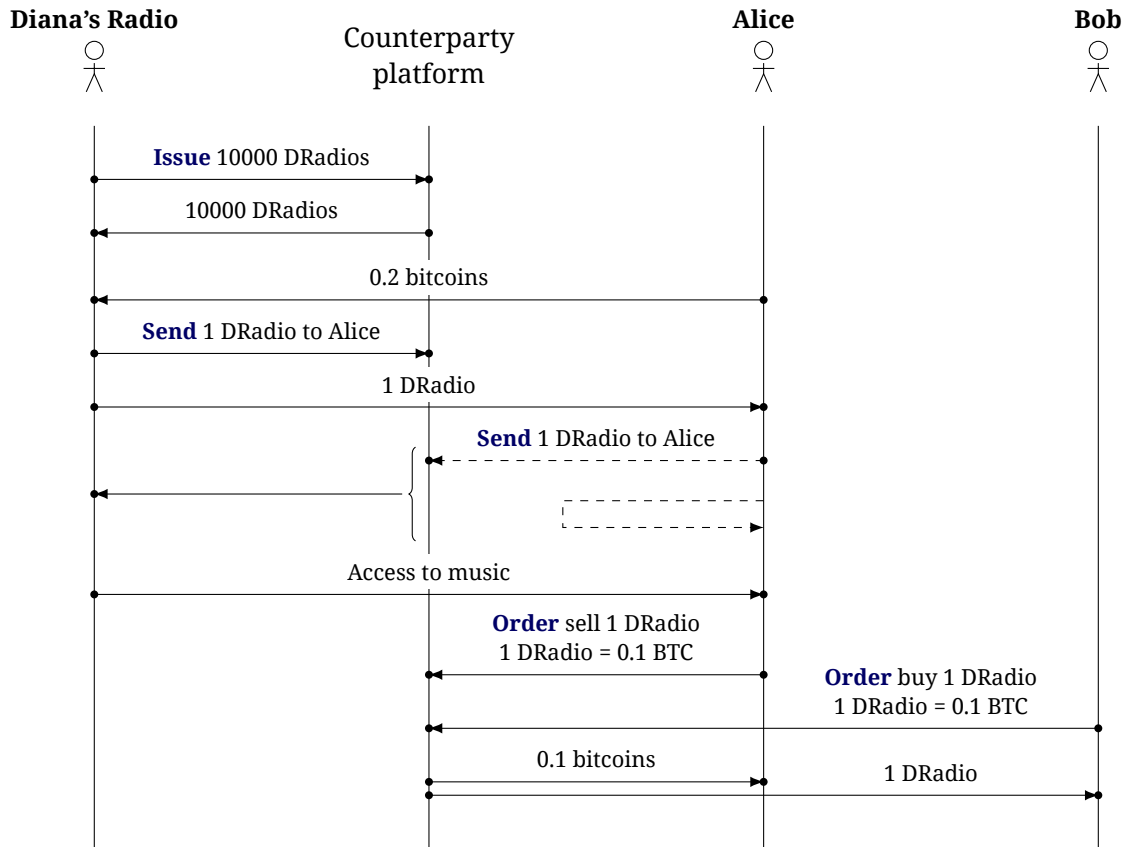 Diana’s Radio
Counterparty
platform
Alice
Bob
Issue 10000 DRadios
10000 DRadios
0.2 bitcoins
Send 1 DRadio to Alice
1 DRadio
Send 1 DRadio to Alice
Access to music
Order sell 1 DRadio
1 DRadio = 0.1 BTC
Order buy 1 DRadio
1 DRadio = 0.1 BTC
0.1 bitcoins
1 DRadio